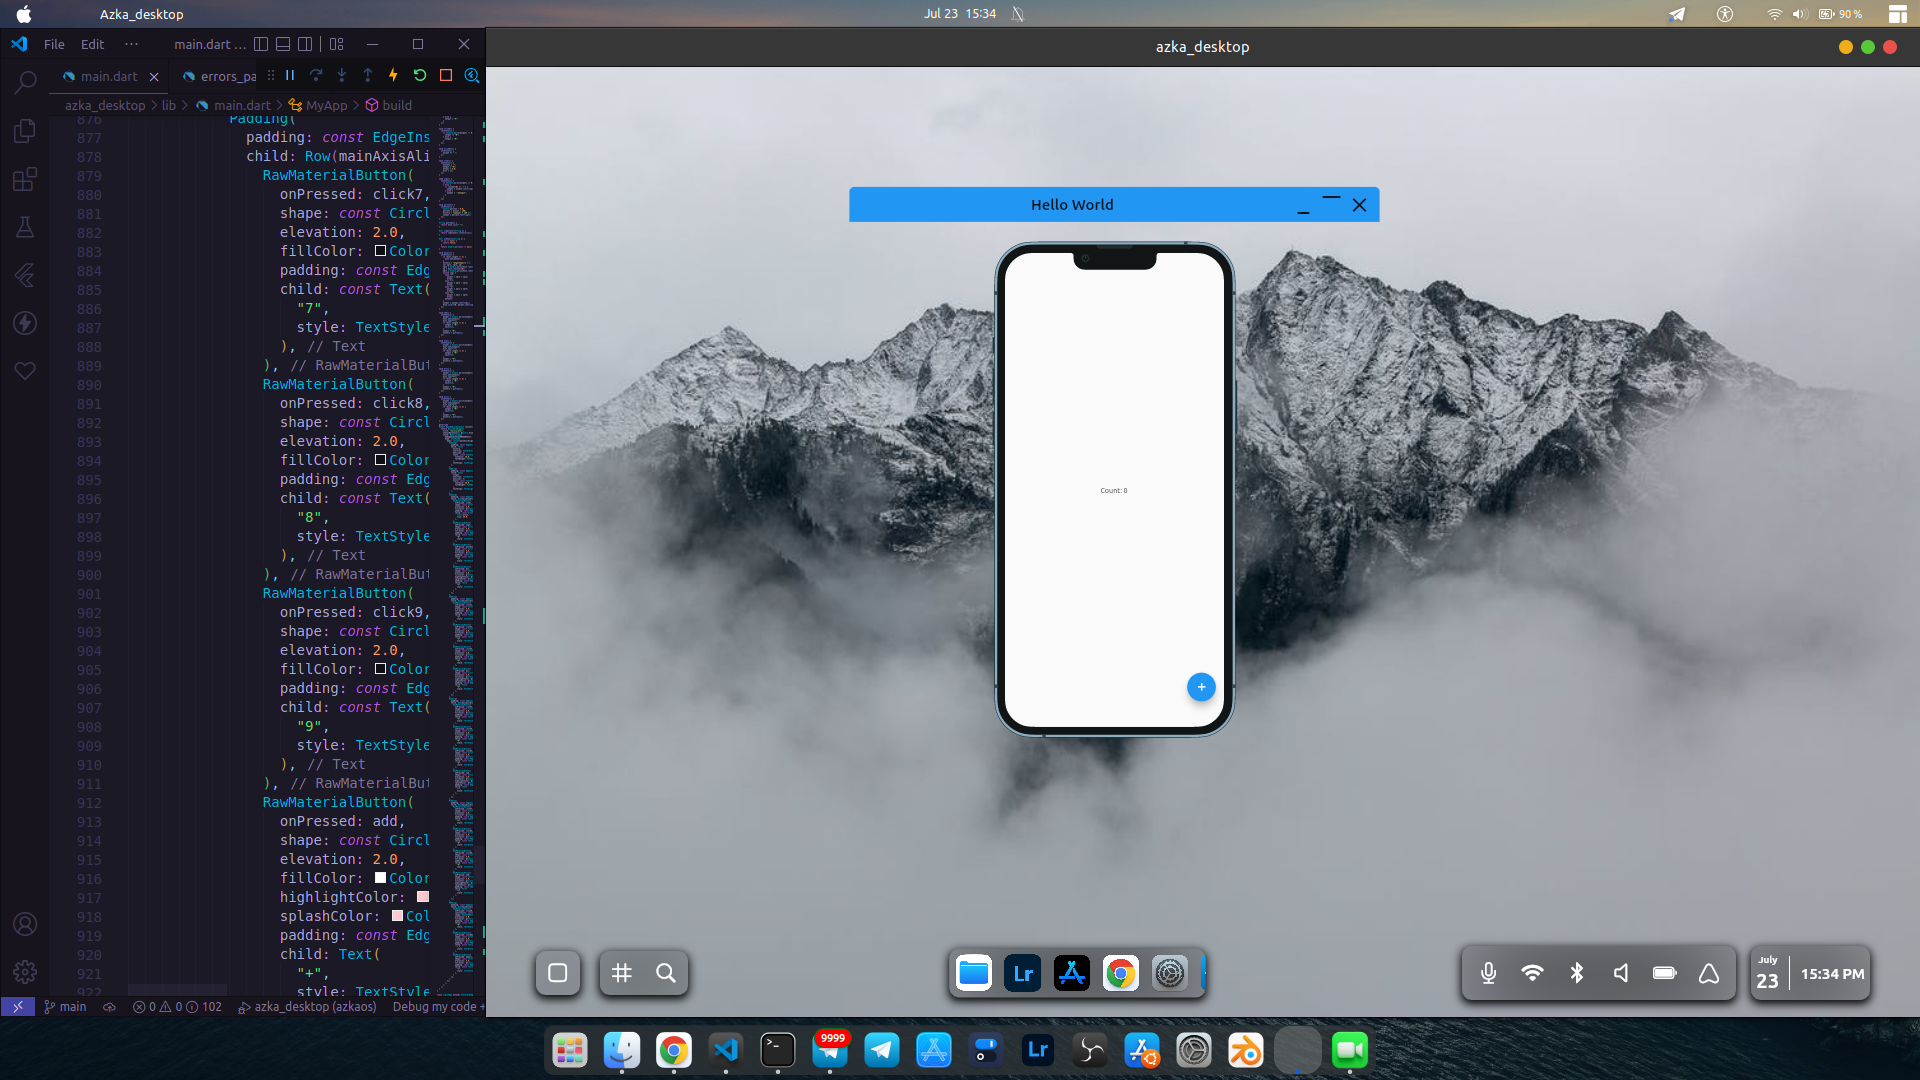 Azka_desktop
Jul 23 15:34
90 %
File Edit ··· main.dart ...
main.dart
errors_pa
azka_desktop > lib > main.dart > MyApp > build
876 Padding(
877 padding: const EdgeIns
878 child: Row(mainAxisAli
879 RawMaterialButton(
880 onPressed: click7,
881 shape: const Circl
882 elevation: 2.0,
883 fillColor: Color
884 padding: const Edg
885 child: const Text(
886 "7",
887 style: TextStyle
888 ), // Text
889 ), // RawMaterialBut
890 RawMaterialButton(
891 onPressed: click8,
892 shape: const Circl
893 elevation: 2.0,
894 fillColor: Color
895 padding: const Edg
896 child: const Text(
897 "8",
898 style: TextStyle
899 ), // Text
900 ), // RawMaterialBut
901 RawMaterialButton(
902 onPressed: click9,
903 shape: const Circl
904 elevation: 2.0,
905 fillColor: Color
906 padding: const Edg
907 child: const Text(
908 "9",
909 style: TextStyle
910 ), // Text
911 ), // RawMaterialBut
912 RawMaterialButton(
913 onPressed: add,
914 shape: const Circl
915 elevation: 2.0,
916 fillColor: Color
917 highlightColor:
918 splashColor: Col
919 padding: const Edg
920 child: Text(
921 "+",
922 style: TextStyle
main 0 0 102 azka_desktop (azkaos) Debug my code +
azka_desktop
Hello World
Count: 0
+
Lr
July
23
15:34 PM
9999
Lr